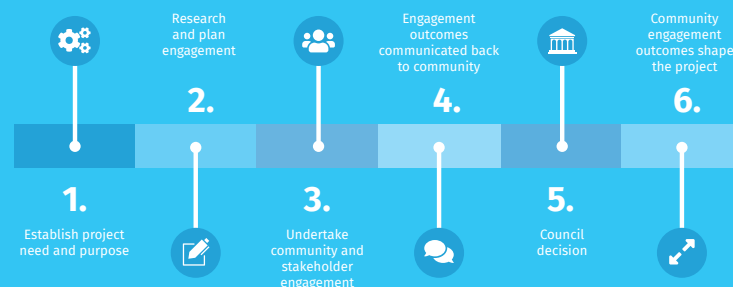 1.
Establish project
need and purpose
2.
Research
and plan
engagement
3.
Undertake
community and
stakeholder
engagement
4.
Engagement
outcomes
communicated back
to community
5.
Council
decision
6.
Community
engagement
outcomes shape
the project